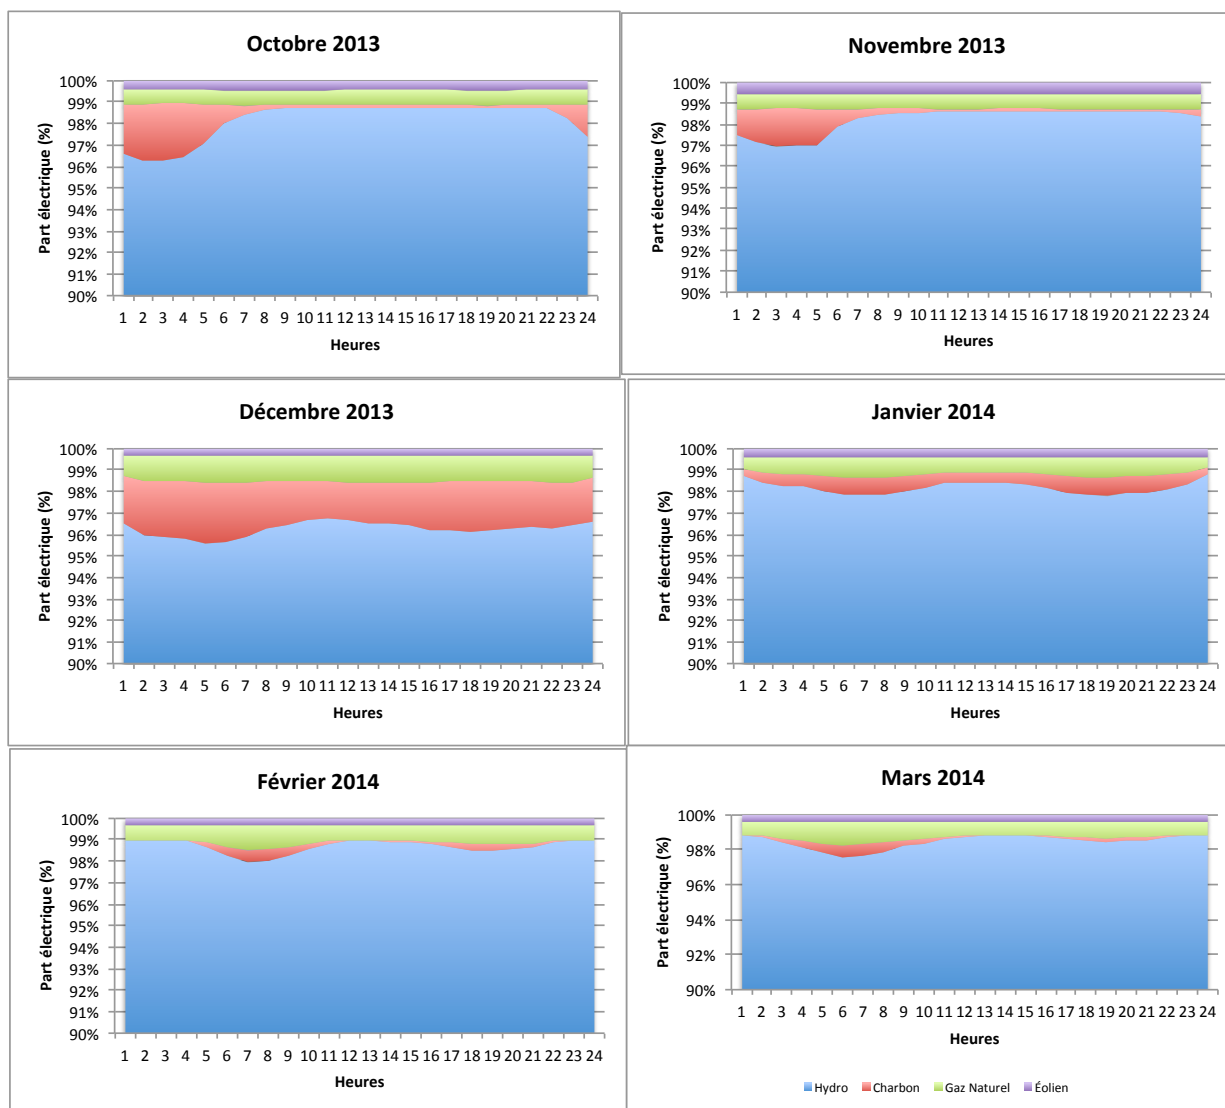 Octobre 2013
Part électrique (%)
100%
99%
98%
97%
96%
95%
94%
93%
92%
91%
90%
1 2 3 4 5 6 7 8 9 10 11 12 13 14 15 16 17 18 19 20 21 22 23 24
Heures
Novembre 2013
Part électrique (%)
100%
99%
98%
97%
96%
95%
94%
93%
92%
91%
90%
1 2 3 4 5 6 7 8 9 10 11 12 13 14 15 16 17 18 19 20 21 22 23 24
Heures
Décembre 2013
Part électrique (%)
100%
99%
98%
97%
96%
95%
94%
93%
92%
91%
90%
1 2 3 4 5 6 7 8 9 10 11 12 13 14 15 16 17 18 19 20 21 22 23 24
Heures
Janvier 2014
Part électrique (%)
100%
99%
98%
97%
96%
95%
94%
93%
92%
91%
90%
1 2 3 4 5 6 7 8 9 10 11 12 13 14 15 16 17 18 19 20 21 22 23 24
Heures
Février 2014
Part électrique (%)
100%
99%
98%
97%
96%
95%
94%
93%
92%
91%
90%
1 2 3 4 5 6 7 8 9 10 11 12 13 14 15 16 17 18 19 20 21 22 23 24
Heures
Mars 2014
Part électrique (%)
100%
98%
96%
94%
92%
90%
1 2 3 4 5 6 7 8 9 10 11 12 13 14 15 16 17 18 19 20 21 22 23 24
Heures
Hydro Charbon Gaz Naturel Éolien